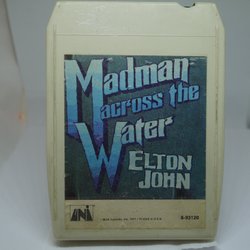 Madman
across the
Water
ELTON
JOHN
UNI
8-93120